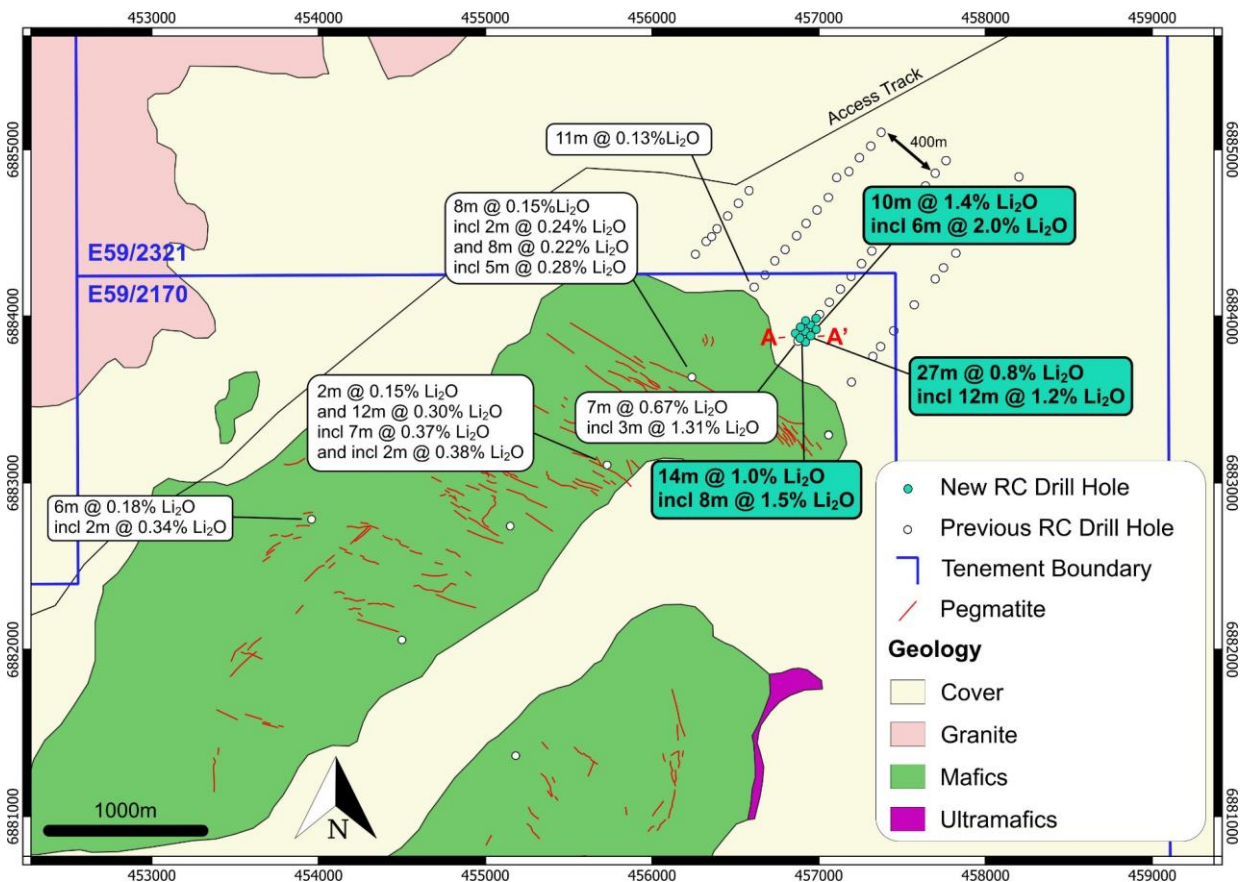 453000 454000 455000 456000 457000 458000 459000
6885000
6884000
6883000
6882000
6881000
Access Track
400m
11m @ 0.13%Li₂O
8m @ 0.15%Li₂O
incl 2m @ 0.24% Li₂O
and 8m @ 0.22% Li₂O
incl 5m @ 0.28% Li₂O
10m @ 1.4% Li₂O
incl 6m @ 2.0% Li₂O
E59/2321
E59/2170
A
A'
27m @ 0.8% Li₂O
incl 12m @ 1.2% Li₂O
2m @ 0.15% Li₂O
and 12m @ 0.30% Li₂O
incl 7m @ 0.37% Li₂O
and incl 2m @ 0.38% Li₂O
7m @ 0.67% Li₂O
incl 3m @ 1.31% Li₂O
14m @ 1.0% Li₂O
incl 8m @ 1.5% Li₂O
6m @ 0.18% Li₂O
incl 2m @ 0.34% Li₂O
New RC Drill Hole
Previous RC Drill Hole
Tenement Boundary
Pegmatite
Geology
Cover
Granite
Mafics
Ultramafics
1000m
N
6885000
6884000
6883000
6882000
6881000
453000 454000 455000 456000 457000 458000 459000